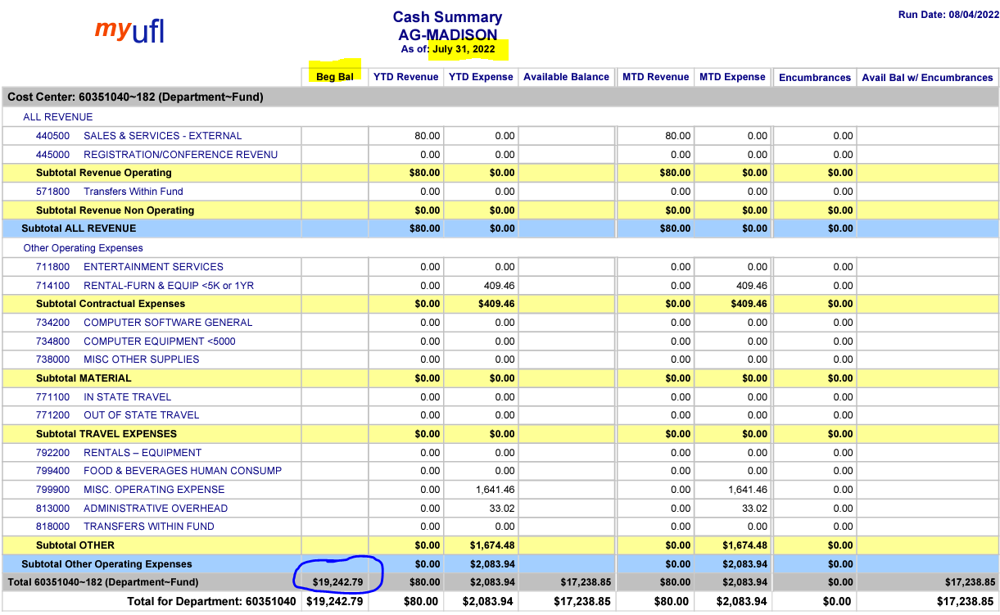 myufl
Cash Summary
AG-MADISON
As of: July 31, 2022
Run Date: 08/04/2022
Beg Bal YTD Revenue YTD Expense Available Balance MTD Revenue MTD Expense Encumbrances Avail Bal w/ Encumbrances
Cost Center: 60351040~182 (Department~Fund)
ALL REVENUE
440500 SALES & SERVICES - EXTERNAL 80.00 0.00 80.00 0.00 0.00
445000 REGISTRATION/CONFERENCE REVENU 0.00 0.00 0.00 0.00 0.00
Subtotal Revenue Operating $80.00 $0.00 $80.00 $0.00 $0.00
571800 Transfers Within Fund 0.00 0.00 0.00 0.00 0.00
Subtotal Revenue Non Operating $0.00 $0.00 $0.00 $0.00 $0.00
Subtotal ALL REVENUE $80.00 $0.00 $80.00 $0.00 $0.00
Other Operating Expenses
711800 ENTERTAINMENT SERVICES 0.00 0.00 0.00 0.00 0.00
714100 RENTAL-FURN & EQUIP <5K or 1YR 0.00 409.46 0.00 409.46 0.00
Subtotal Contractual Expenses $0.00 $409.46 $0.00 $409.46 $0.00
734200 COMPUTER SOFTWARE GENERAL 0.00 0.00 0.00 0.00 0.00
734800 COMPUTER EQUIPMENT <5000 0.00 0.00 0.00 0.00 0.00
738000 MISC OTHER SUPPLIES 0.00 0.00 0.00 0.00 0.00
Subtotal MATERIAL $0.00 $0.00 $0.00 $0.00 $0.00
771100 IN STATE TRAVEL 0.00 0.00 0.00 0.00 0.00
771200 OUT OF STATE TRAVEL 0.00 0.00 0.00 0.00 0.00
Subtotal TRAVEL EXPENSES $0.00 $0.00 $0.00 $0.00 $0.00
792200 RENTALS – EQUIPMENT 0.00 0.00 0.00 0.00 0.00
799400 FOOD & BEVERAGES HUMAN CONSUMP 0.00 0.00 0.00 0.00 0.00
799900 MISC. OPERATING EXPENSE 0.00 1,641.46 0.00 1,641.46 0.00
813000 ADMINISTRATIVE OVERHEAD 0.00 33.02 0.00 33.02 0.00
818000 TRANSFERS WITHIN FUND 0.00 0.00 0.00 0.00 0.00
Subtotal OTHER $0.00 $1,674.48 $0.00 $1,674.48 $0.00
Subtotal Other Operating Expenses $0.00 $2,083.94 $0.00 $2,083.94 $0.00
Total 60351040~182 (Department~Fund) $19,242.79 $80.00 $2,083.94 $17,238.85 $80.00 $2,083.94 $0.00 $17,238.85
Total for Department: 60351040 $19,242.79 $80.00 $2,083.94 $17,238.85 $80.00 $2,083.94 $0.00 $17,238.85